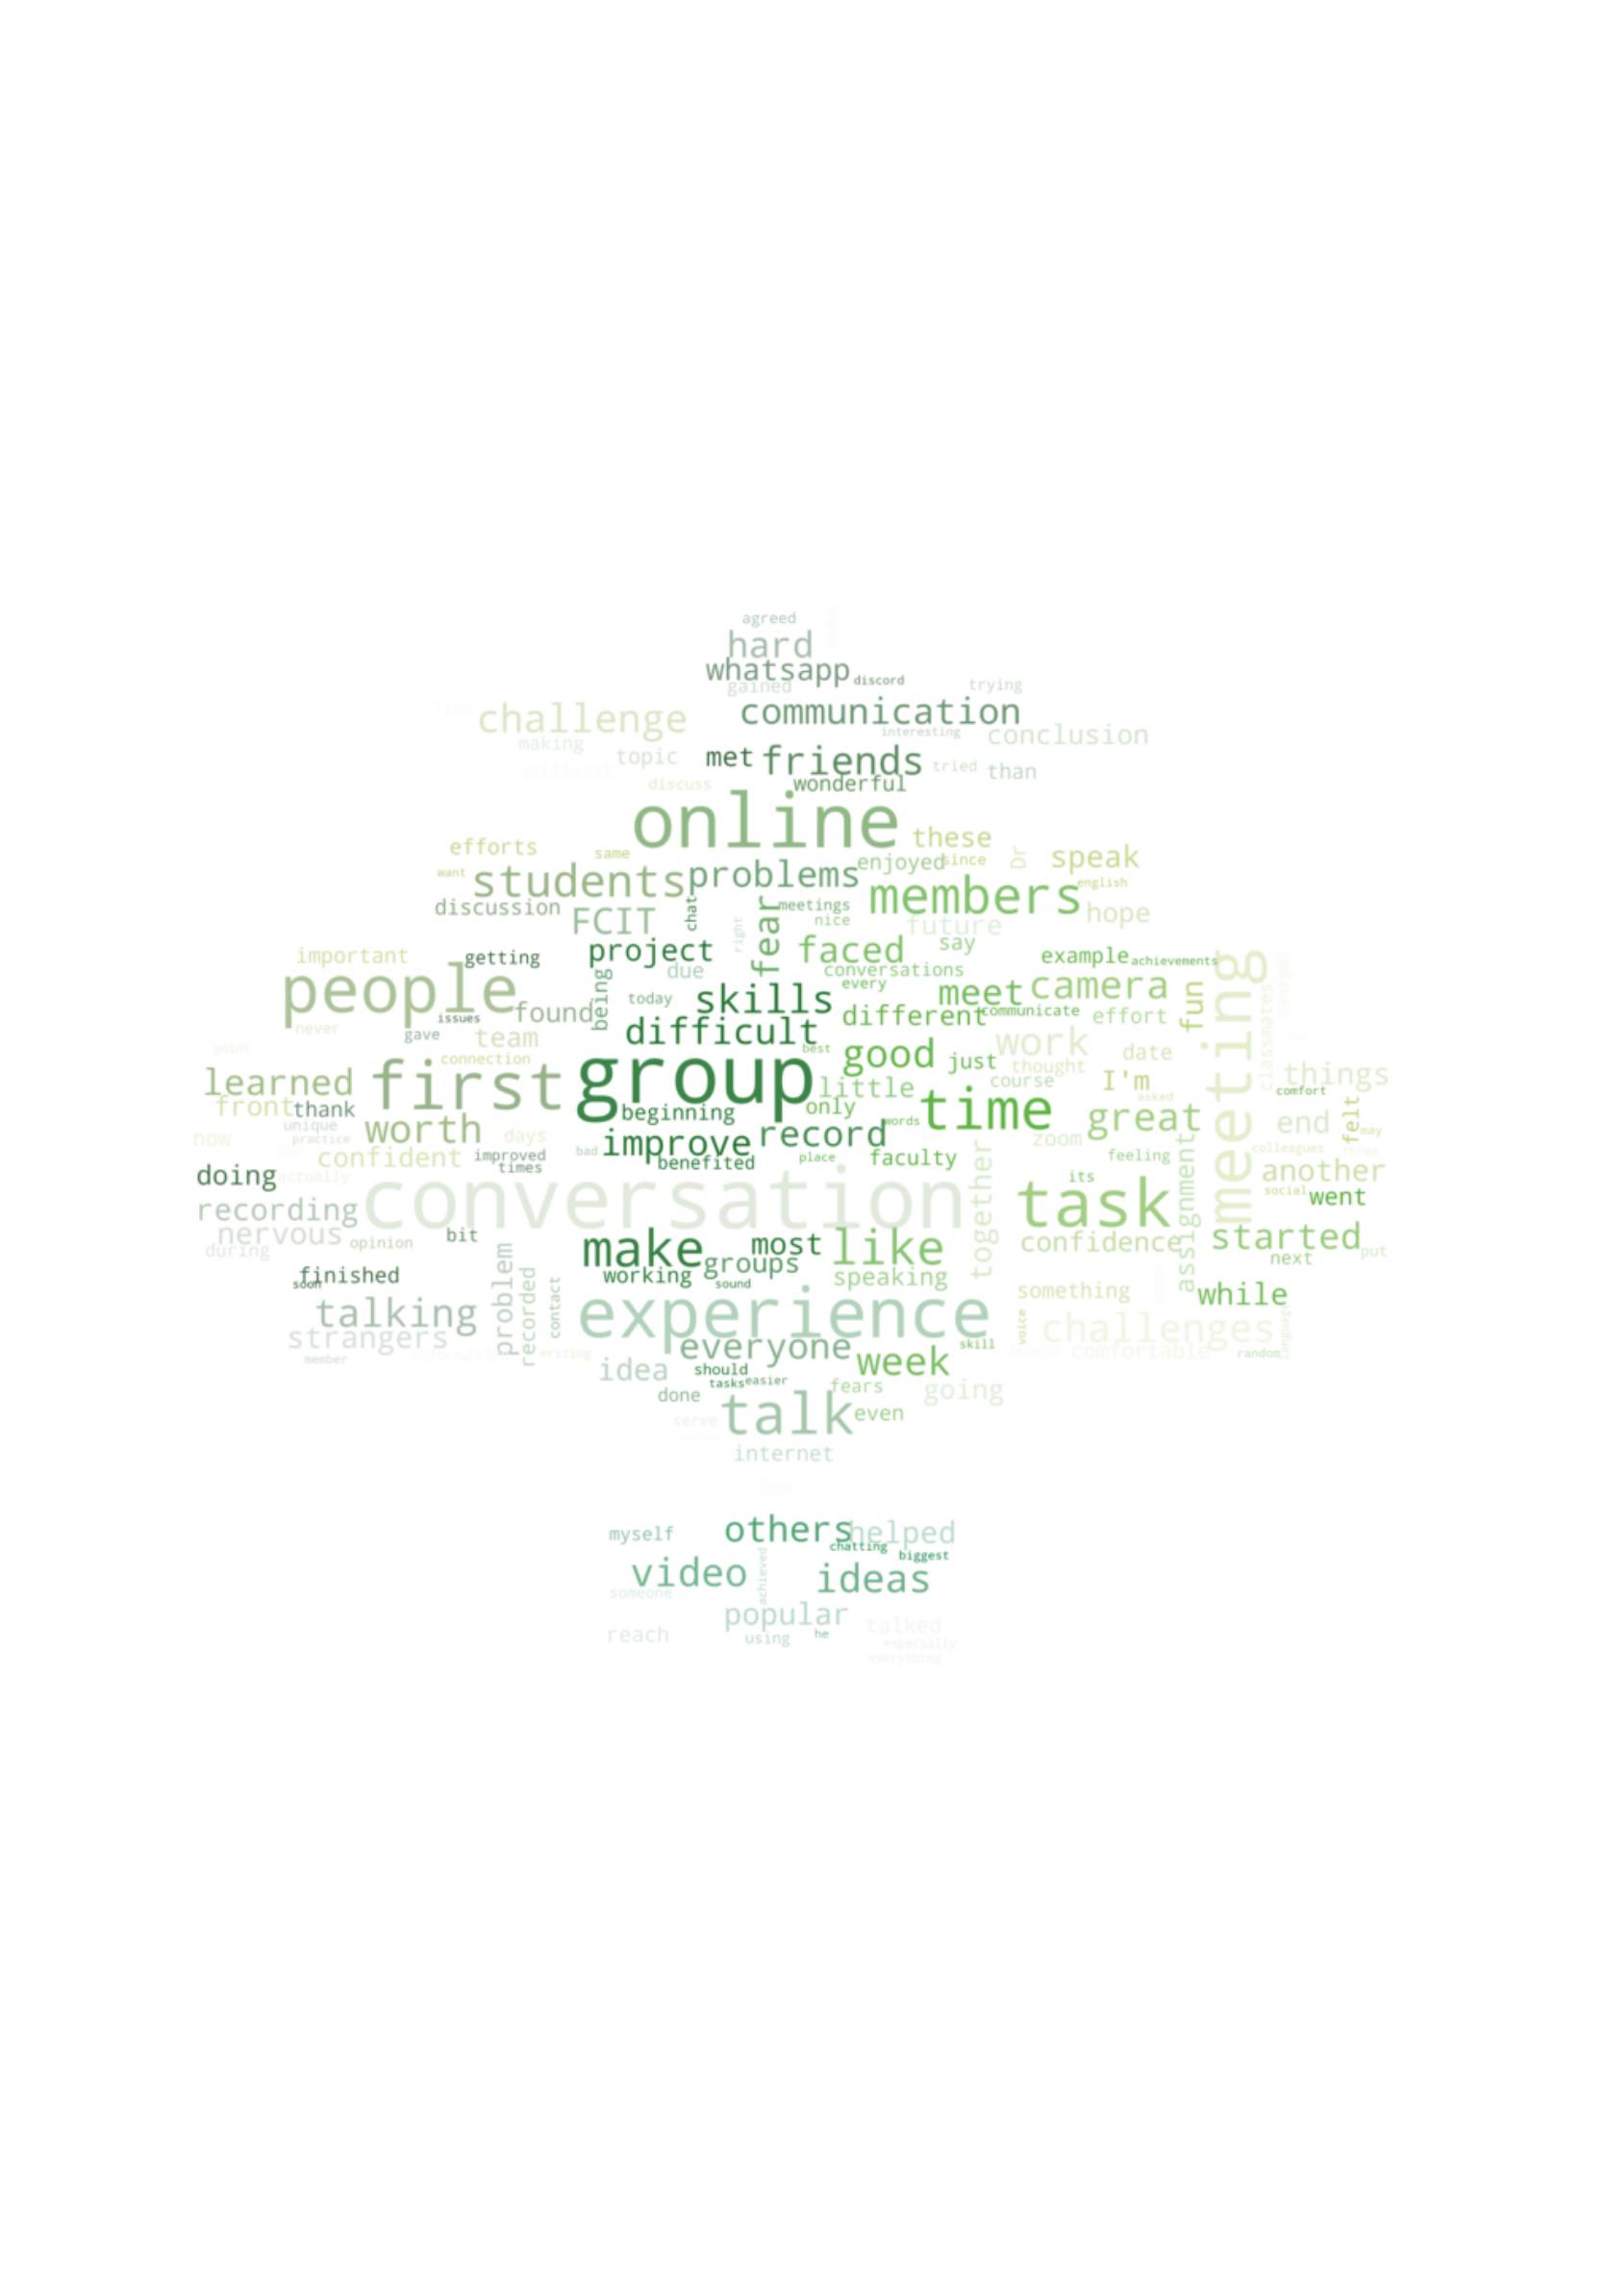 agreed
hard
whatsapp discord
gained trying
challenge communication
interesting conclusion
making topic met friends tried than
discuss wonderful
online
efforts same these Dr speak
want students problems enjoyed since english
discussion FCIT chat fear meetings members hope
right nice future
important getting project faced say example achievements
people due conversations meeting
being today skills every meet camera fun classmates
issues found different communicate effort
never gave team difficult
connection best good just work date
first group little thought things
learned course I'm asked comfort
front thank beginning only time great end felt
unique words may
now practice worth days improve record zoom
confident improved bad benefited place faculty feeling colleagues
times another
doing actually conversation together its task assignment social went
recording
nervous bit make most like confidence started
during opinion groups next put
finished problem working speaking
soon recorded contact sound something while
talking experience voice challenges
strangers everyone skill comfortable random
member idea week
should
tasks easier fears going
done talk even
serve
internet
myself others helped
chatting biggest
video achieved ideas
someone
popular talked
reach using he especially
everything